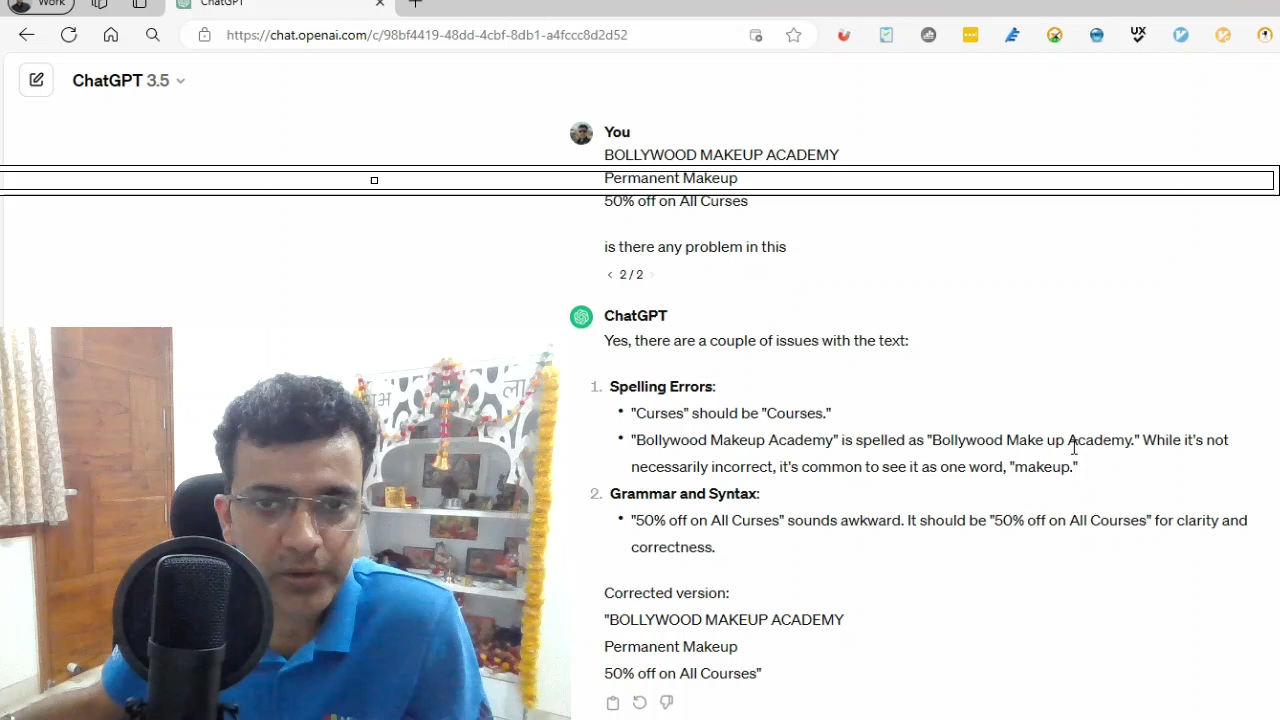 Work
ChatGPT
https://chat.openai.com/c/98bf4419-48dd-4cbf-8db1-a4fccc8d2d52
UX
ChatGPT 3.5
You
BOLLYWOOD MAKEUP ACADEMY
Permanent Makeup
50% off on All Curses
is there any problem in this
2/2
ChatGPT
Yes, there are a couple of issues with the text:
1. Spelling Errors:
• "Curses" should be "Courses."
• "Bollywood Makeup Academy" is spelled as "Bollywood Make up Academy." While it's not
necessarily incorrect, it's common to see it as one word, "makeup."
2. Grammar and Syntax:
• "50% off on All Curses" sounds awkward. It should be "50% off on All Courses" for clarity and
correctness.
Corrected version:
"BOLLYWOOD MAKEUP ACADEMY
Permanent Makeup
50% off on All Courses"